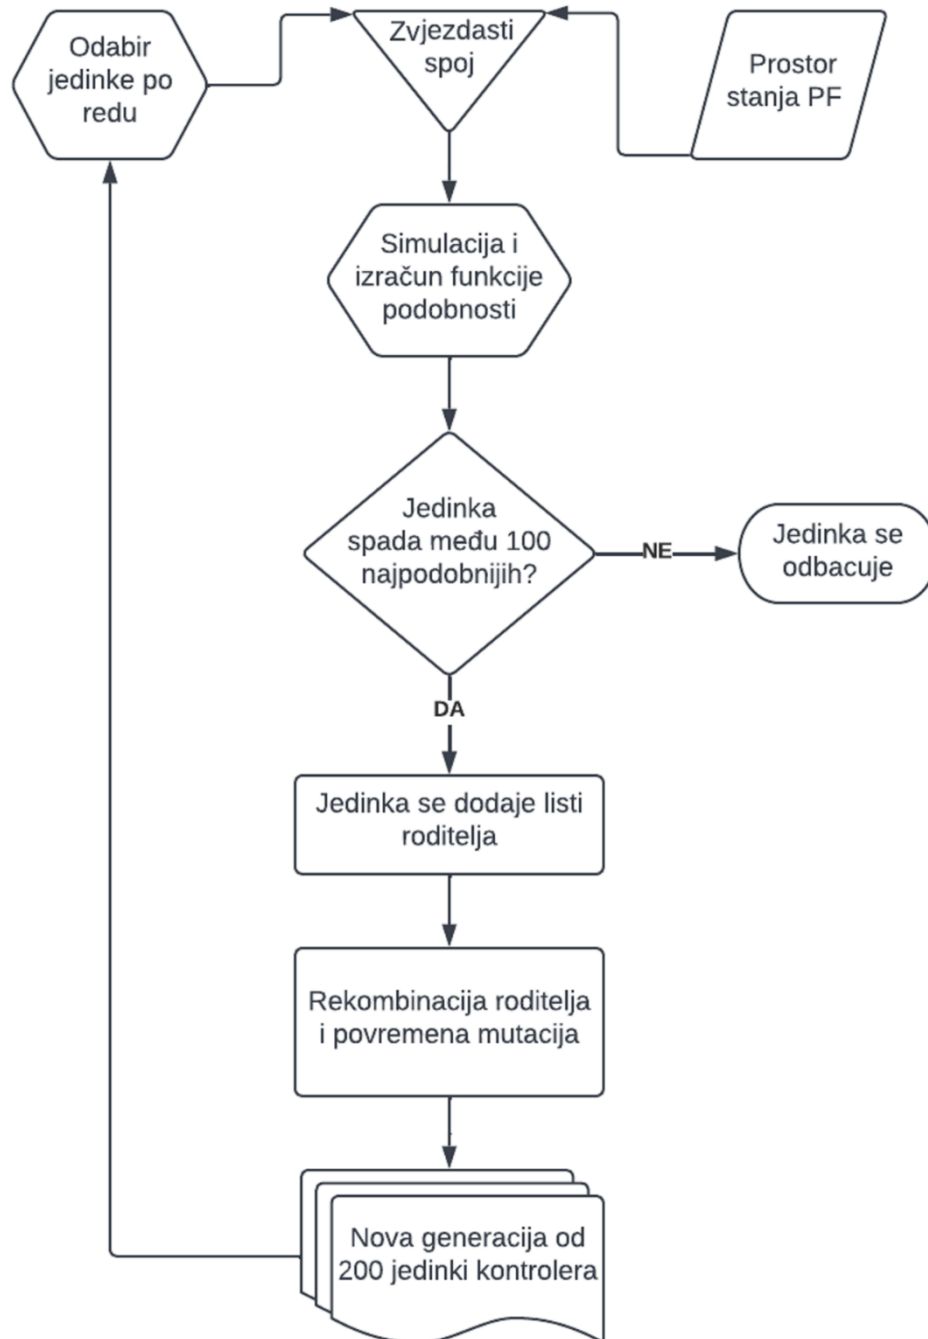 Odabir
jedinke po
redu
Zvjezdasti
spoj
Prostor
stanja PF
Simulacija i
izračun funkcije
podobnosti
Jedinka
spada među 100
najpodobnijih?
NE
Jedinka se
odbacuje
DA
Jedinka se dodaje listi
roditelja
Rekombinacija roditelja
i povremena mutacija
Nova generacija od
200 jedinki kontrolera